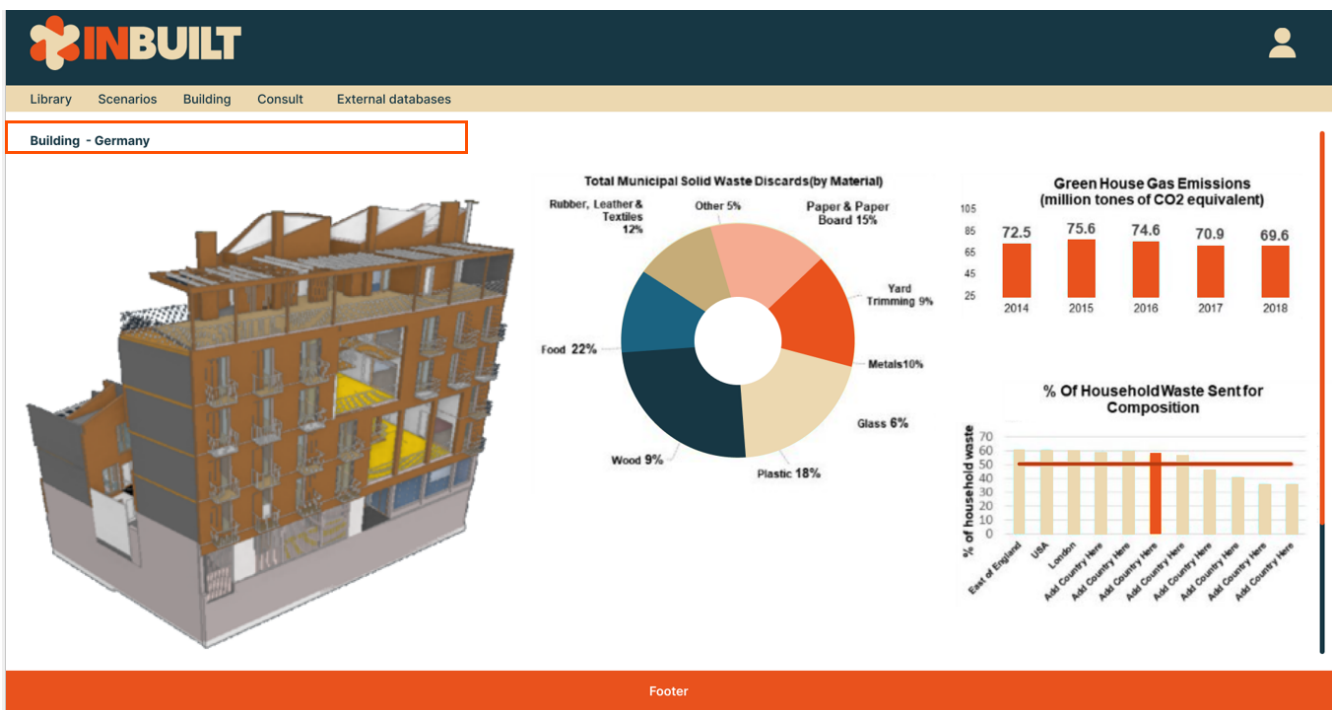 INBUILT
Library Scenarios Building Consult External databases
Building - Germany
Total Municipal Solid Waste Discards(by Material)
Rubber, Leather &
Textiles
12%
Other 5%
Paper & Paper
Board 15%
Yard
Trimming 9%
Food 22%
Metals10%
Glass 6%
Wood 9%
Plastic 18%
Green House Gas Emissions
(million tones of CO2 equivalent)
105
85
65
45
25
72.5 75.6 74.6 70.9 69.6
2014 2015 2016 2017 2018
% Of Household Waste Sent for
Composition
% of household waste
70
60
50
40
30
20
10
0
East of England
USA
London
Add Country Here
Add Country Here
Add Country Here
Add Country Here
Add Country Here
Add Country Here
Add Country Here
Add Country Here
Footer